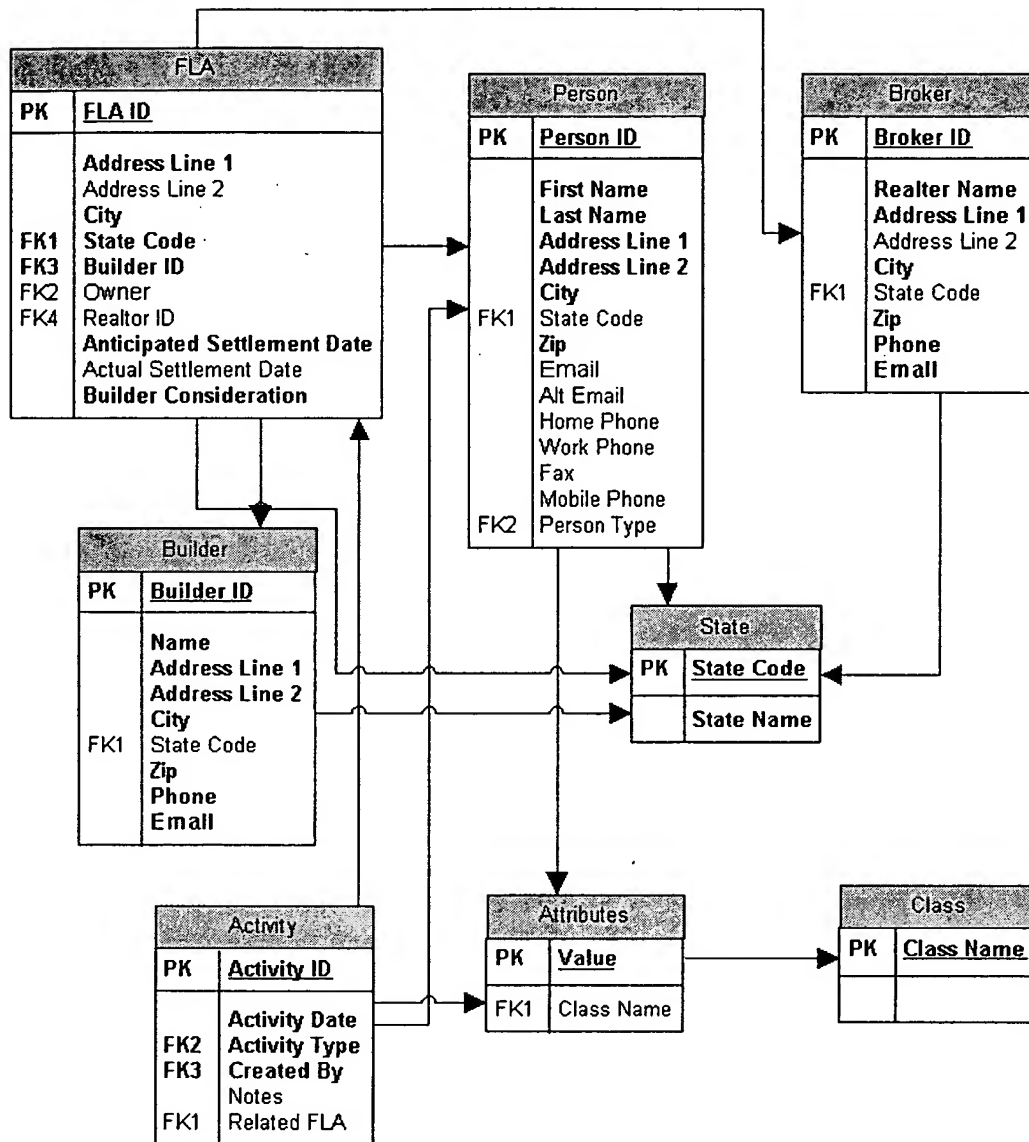 FLA
PK FLA ID
Address Line 1
Address Line 2
City
FK1 State Code
FK3 Builder ID
FK2 Owner
FK4 Realtor ID
Anticipated Settlement Date
Actual Settlement Date
Builder Consideration
Person
PK Person ID
First Name
Last Name
Address Line 1
Address Line 2
City
FK1 State Code
Zip
Email
Alt Email
Home Phone
Work Phone
Fax
Mobile Phone
FK2 Person Type
Broker
PK Broker ID
Realter Name
Address Line 1
Address Line 2
City
FK1 State Code
Zip
Phone
Email
Builder
PK Builder ID
Name
Address Line 1
Address Line 2
City
FK1 State Code
Zip
Phone
Email
State
PK State Code
State Name
Activity
PK Activity ID
Activity Date
FK2 Activity Type
FK3 Created By
Notes
FK1 Related FLA
Attributes
PK Value
FK1 Class Name
Class
PK Class Name